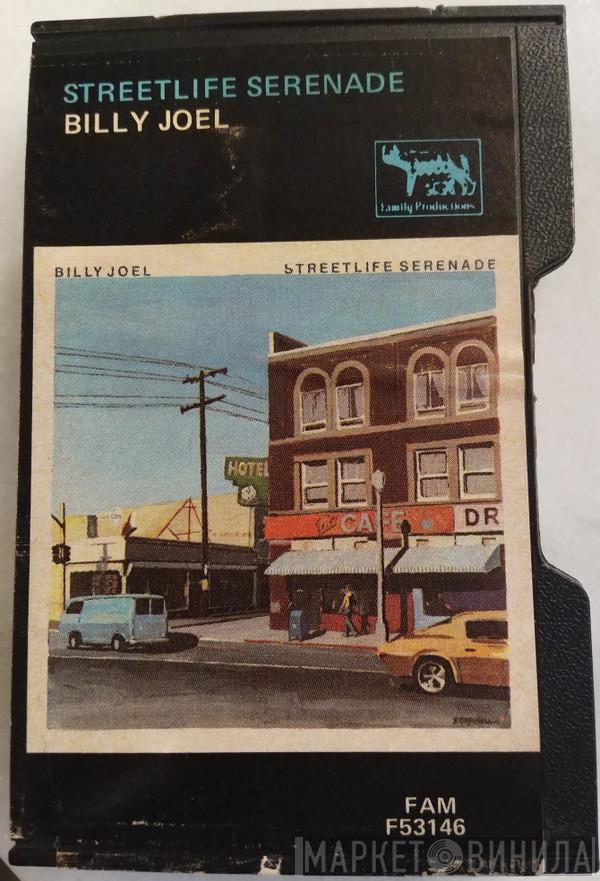 STREETLIFE SERENADE
BILLY JOEL
Family Productions
BILLY JOEL STREETLIFE SERENADE
HOTEL
CAFE DR
FAM
F53146
МАРКЕТ ВИНИЛА